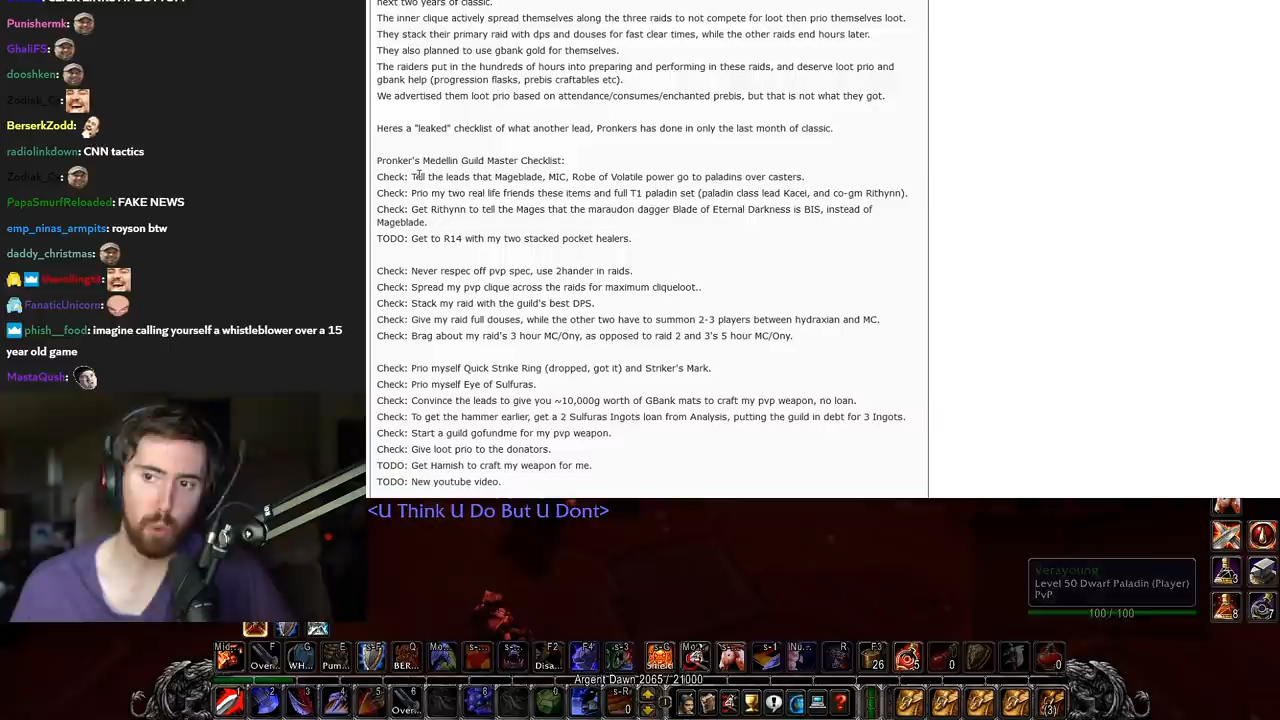 Punishermk:
GhaliFS:
dooshken:
Zodiak_C
BerserkZodd:
radiolinkdown: CNN tactics
Zodiak_C
PapaSmurfReloaded: FAKE NEWS
emp_ninas_armpits: royson btw
daddy_christmas:
FanaticUnicorn:
phish__food: imagine calling yourself a whistleblower over a 15
year old game
MastaQush:
next two years of classic.
The inner clique actively spread themselves along the three raids to not compete for loot then prio themselves loot.
They stack their primary raid with dps and douses for fast clear times, while the other raids end hours later.
They also planned to use gbank gold for themselves.
The raiders put in the hundreds of hours into preparing and performing in these raids, and deserve loot prio and
gbank help (progression flasks, prebis craftables etc).
We advertised them loot prio based on attendance/consumes/enchanted prebis, but that is not what they got.
Heres a "leaked" checklist of what another lead, Pronkers has done in only the last month of classic.
Pronker's Medellin Guild Master Checklist:
Check: Tell the leads that Mageblade, MIC, Robe of Volatile power go to paladins over casters.
Check: Prio my two real life friends these items and full T1 paladin set (paladin class lead Kacei, and co-gm Rithynn).
Check: Get Rithynn to tell the Mages that the maraudon dagger Blade of Eternal Darkness is BIS, instead of
Mageblade.
TODO: Get to R14 with my two stacked pocket healers.
Check: Never respec off pvp spec, use 2hander in raids.
Check: Spread my pvp clique across the raids for maximum cliqueloot..
Check: Stack my raid with the guild's best DPS.
Check: Give my raid full douses, while the other two have to summon 2-3 players between hydraxian and MC.
Check: Brag about my raid's 3 hour MC/Ony, as opposed to raid 2 and 3's 5 hour MC/Ony.
Check: Prio myself Quick Strike Ring (dropped, got it) and Striker's Mark.
Check: Prio myself Eye of Sulfuras.
Check: Convince the leads to give you ~10,000g worth of GBank mats to craft my pvp weapon, no loan.
Check: To get the hammer earlier, get a 2 Sulfuras Ingots loan from Analysis, putting the guild in debt for 3 Ingots.
Check: Start a guild gofundme for my pvp weapon.
Check: Give loot prio to the donators.
TODO: Get Hamish to craft my weapon for me.
TODO: New youtube video.
<U Think U Do But U Dont>
Verayoung
Level 50 Dwarf Paladin (Player)
PvP
100 / 100
Argent Dawn 2065 / 21000